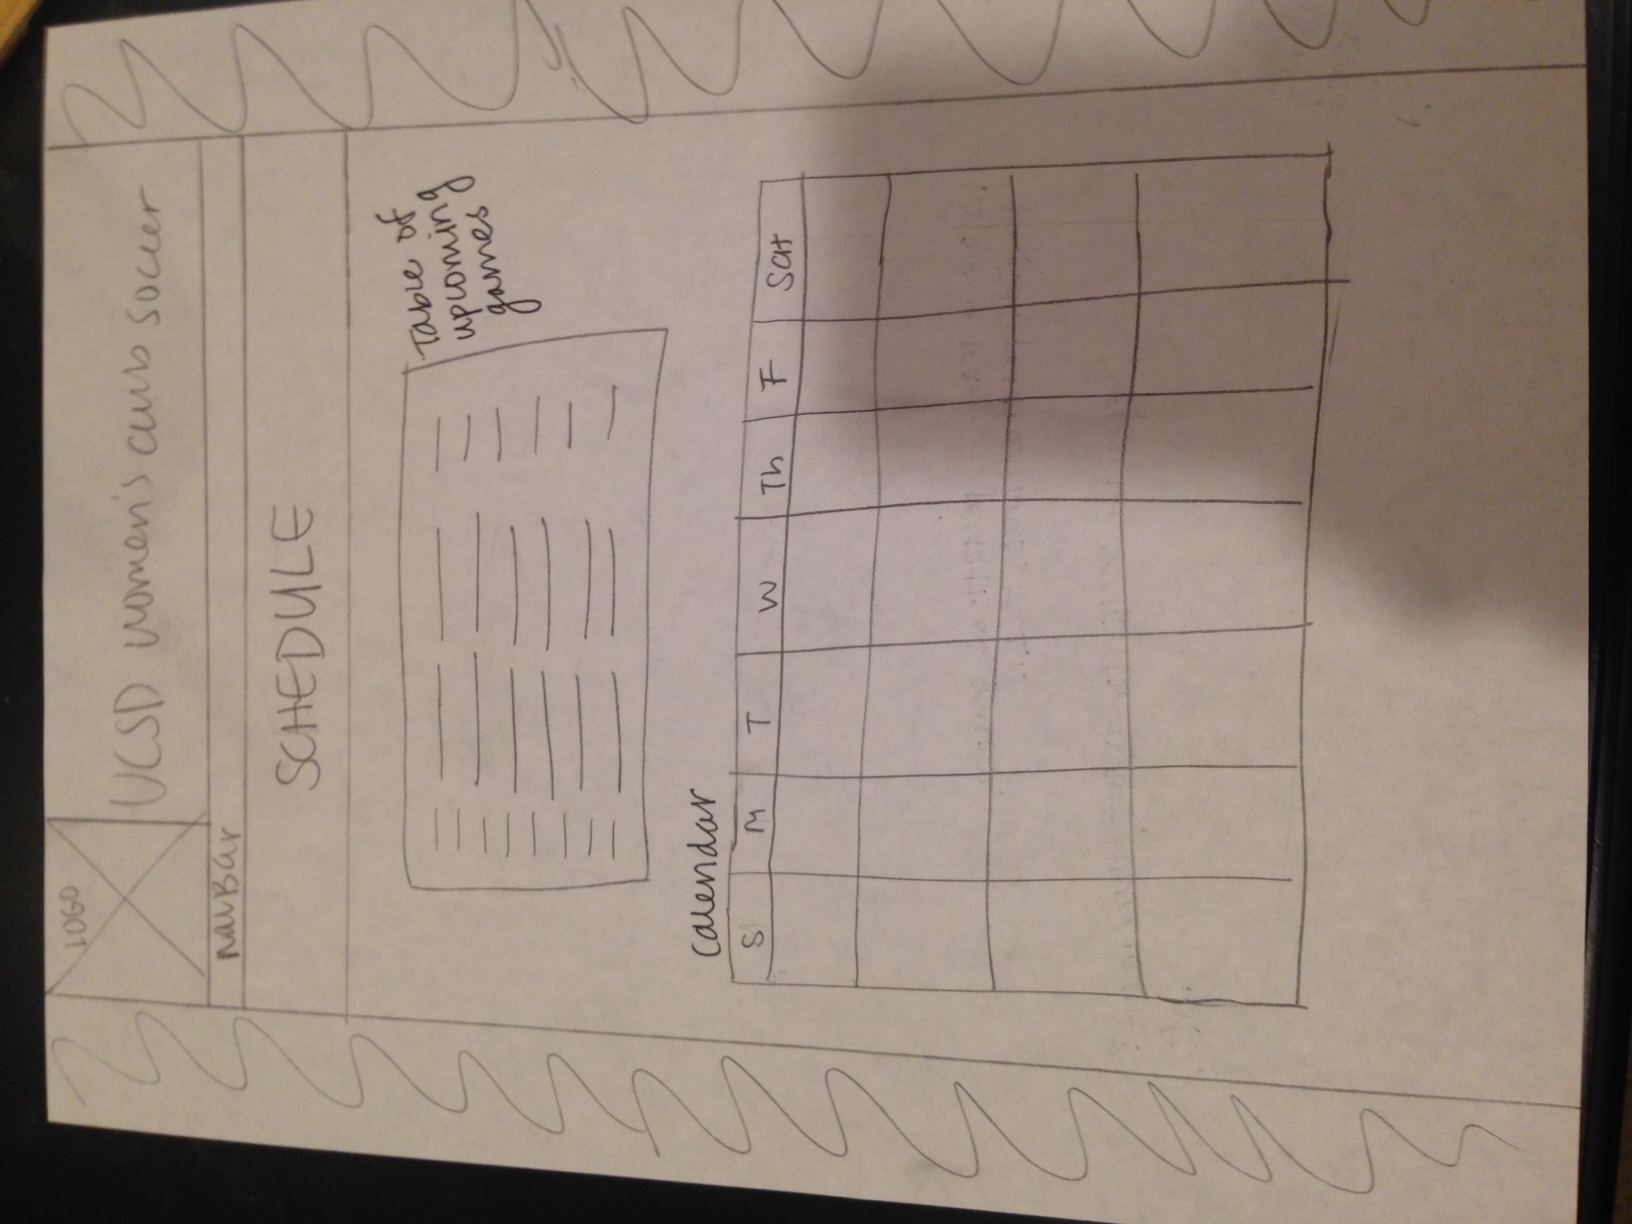 LOGO
UCSD women's club soccer
NavBar
SCHEDULE
Table of
upcoming
games
calendar
S M T W Th F Sat